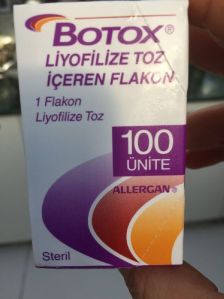 BOTOX®
LİYOFİLİZE TOZ
İÇEREN FLAKON
1 Flakon
Liyofilize Toz
100
ÜNİTE
ALLERGAN
Steril